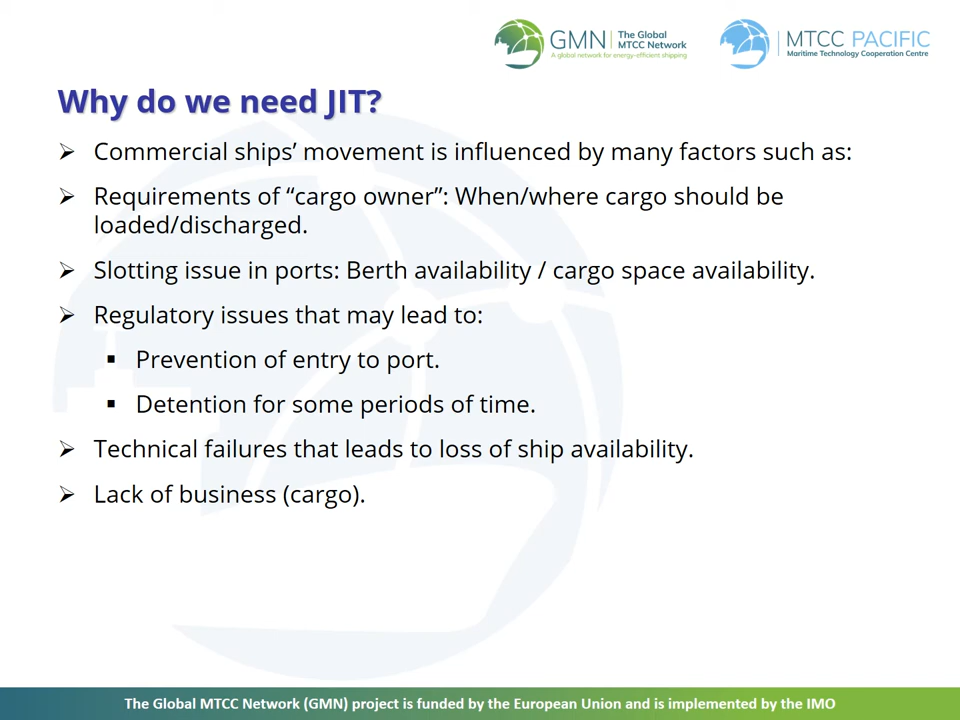 GMN
The Global
MTCC Network
A global network for energy-efficient shipping
MTCC PACIFIC
Maritime Technology Cooperation Centre
Why do we need JIT?
➢ Commercial ships’ movement is influenced by many factors such as:
➢ Requirements of “cargo owner”: When/where cargo should be
loaded/discharged.
➢ Slotting issue in ports: Berth availability / cargo space availability.
➢ Regulatory issues that may lead to:
▪ Prevention of entry to port.
▪ Detention for some periods of time.
➢ Technical failures that leads to loss of ship availability.
➢ Lack of business (cargo).
The Global MTCC Network (GMN) project is funded by the European Union and is implemented by the IMO